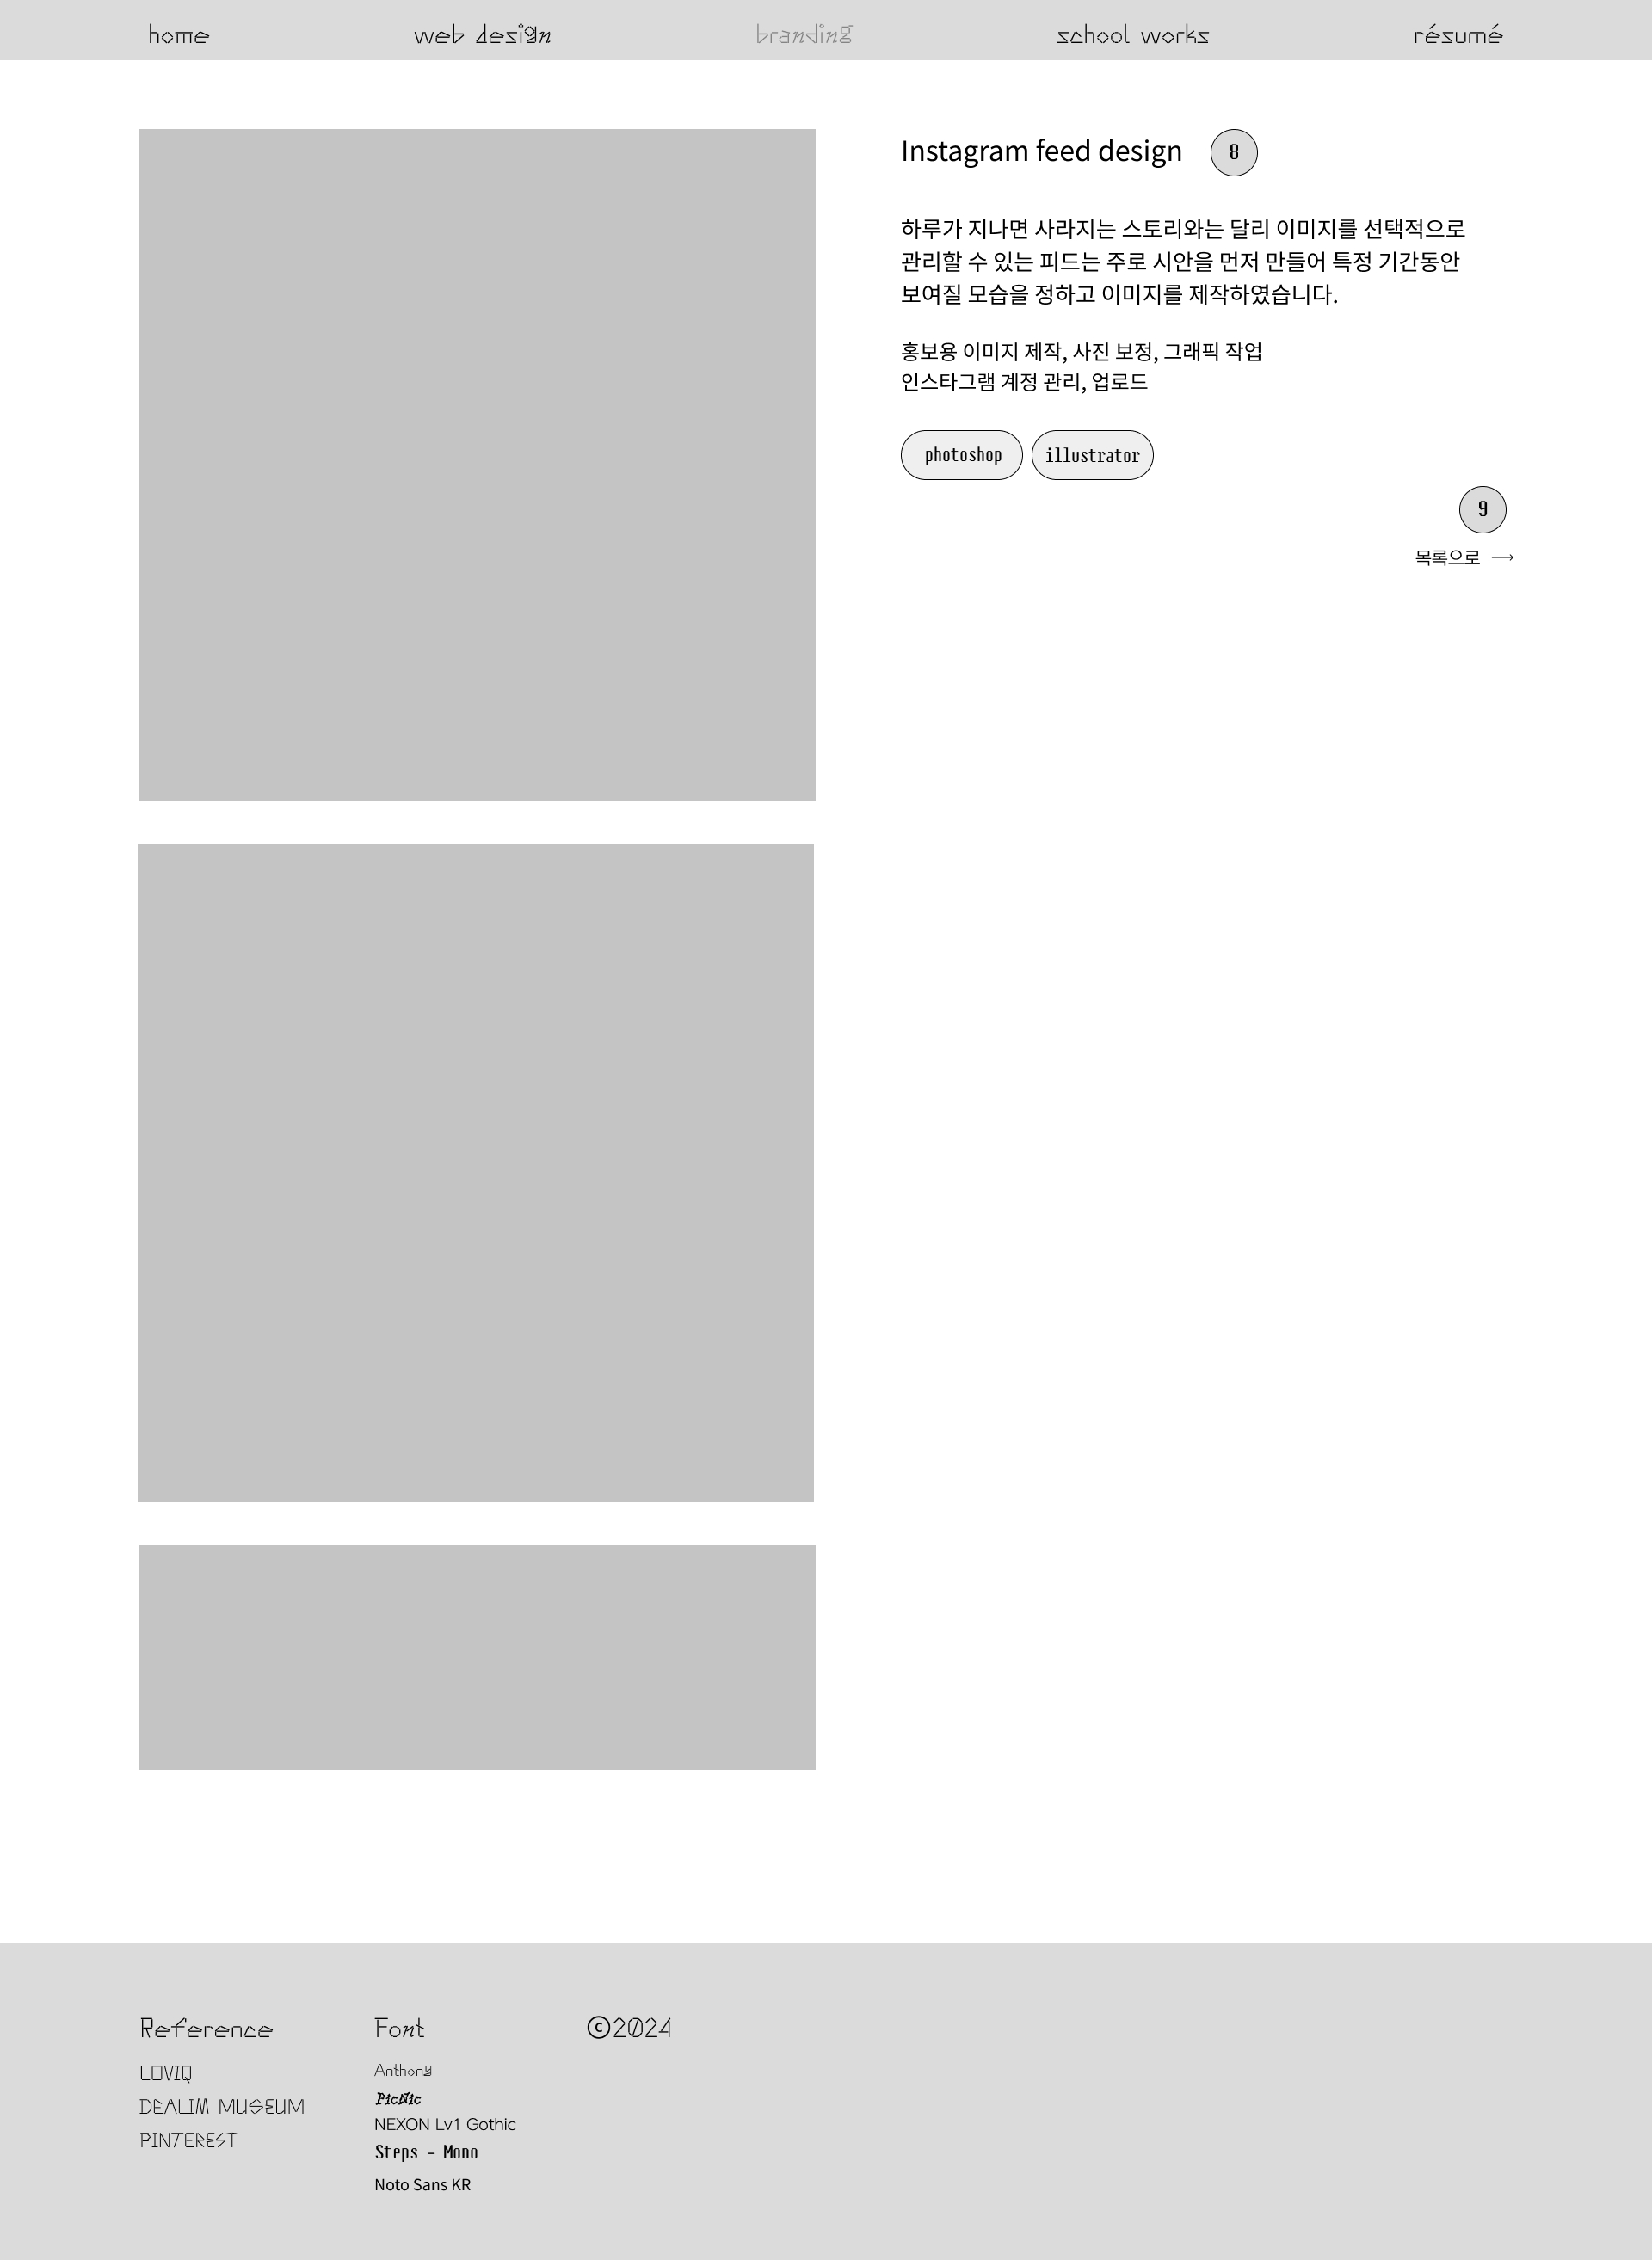 home
web design
branding
school works
résumé
Instagram feed design
8
하루가 지나면 사라지는 스토리와는 달리 이미지를 선택적으로
관리할 수 있는 피드는 주로 시안을 먼저 만들어 특정 기간동안
보여질 모습을 정하고 이미지를 제작하였습니다.
홍보용 이미지 제작, 사진 보정, 그래픽 작업
인스타그램 계정 관리, 업로드
photoshop
illustrator
9
목록으로 →
Reference
LOVIQ
DEALIM MUSEUM
PINTEREST
Font
Anthony
PicNic
NEXON Lv1 Gothic
Steps - Mono
Noto Sans KR
©2024